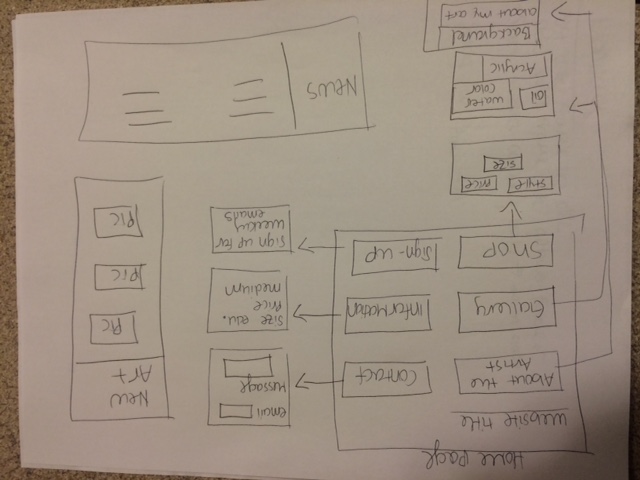 Home page
Website title
About the
Artist
Contact
Gallery
Information
Shop
Sign-up
email
Message
Size edu.
Price
medium
Sign up for
weekly
emails
New
Art
Pic
Pic
Pic
style
price
size
oil
water
color
Acrylic
Background
about my art
News